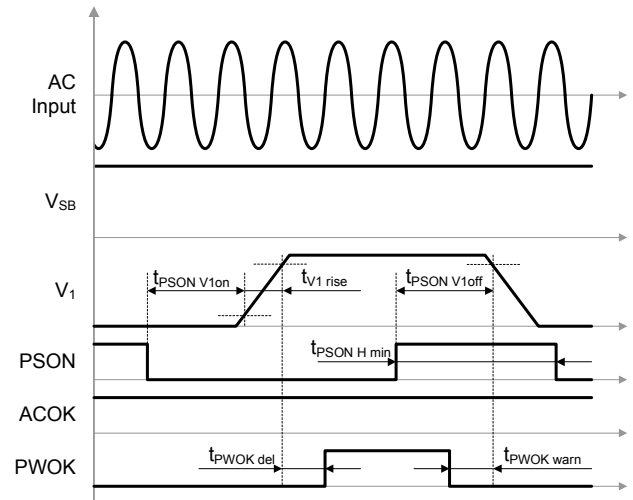 AC
Input
VSB
V1
tPSON V1on
tV1 rise
tPSON V1off
PSON
tPSON H min
ACOK
PWOK
tPWOK del
tPWOK warn